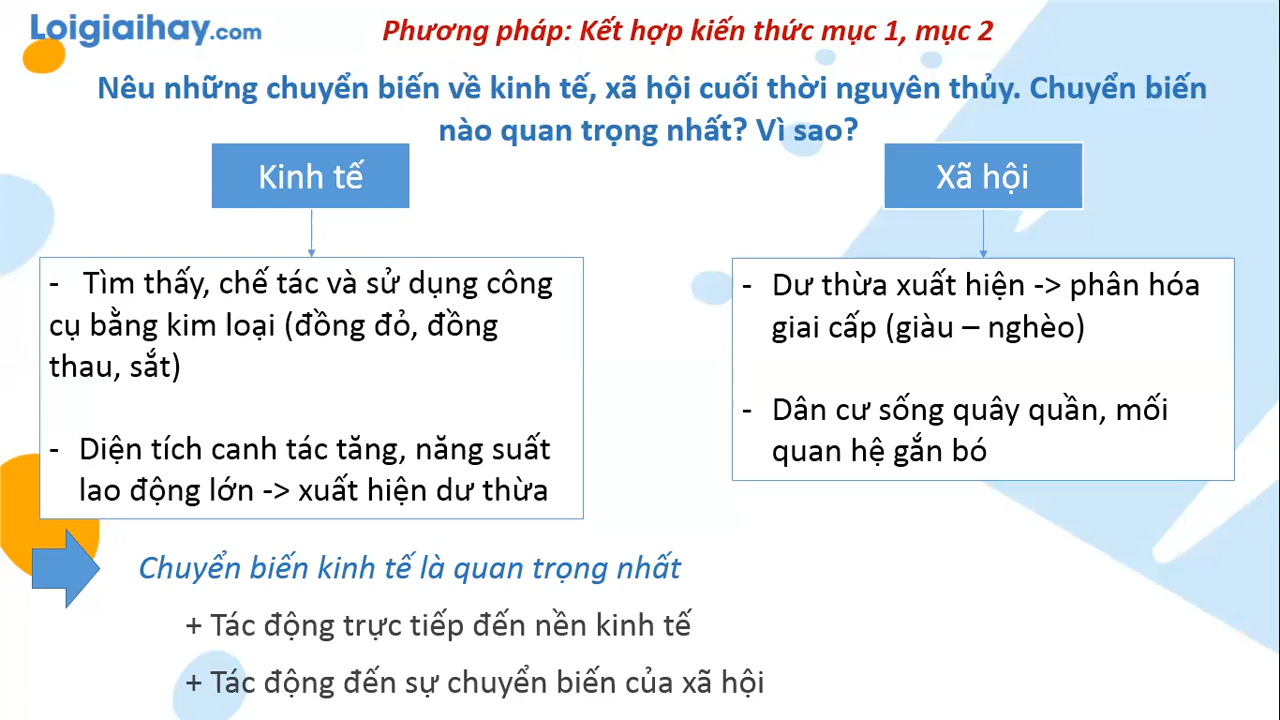 Loigiaihay.com
Phương pháp: Kết hợp kiến thức mục 1, mục 2
Nêu những chuyển biến về kinh tế, xã hội cuối thời nguyên thủy. Chuyển biến
nào quan trọng nhất? Vì sao?
Kinh tế
- Tìm thấy, chế tác và sử dụng công
cụ bằng kim loại (đồng đỏ, đồng
thau, sắt)
- Diện tích canh tác tăng, năng suất
lao động lớn -> xuất hiện dư thừa
Xã hội
- Dư thừa xuất hiện -> phân hóa
giai cấp (giàu – nghèo)
- Dân cư sống quây quần, mối
quan hệ gắn bó
Chuyển biến kinh tế là quan trọng nhất
+ Tác động trực tiếp đến nền kinh tế
+ Tác động đến sự chuyển biến của xã hội